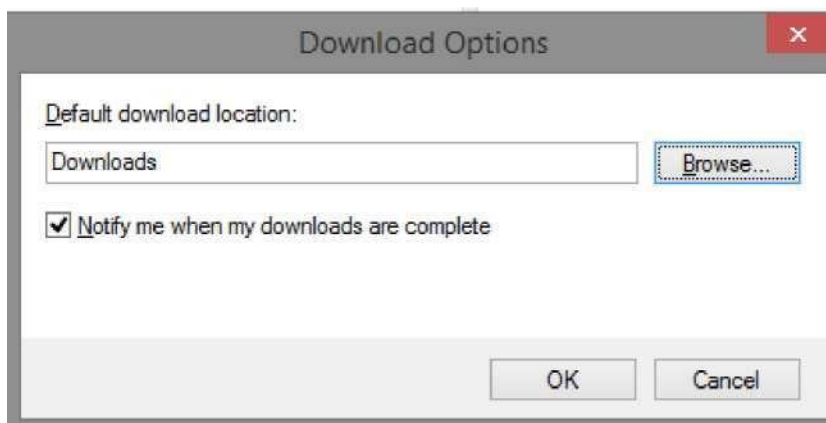 Download Options
Default download location:
Downloads
Browse...
Notify me when my downloads are complete
OK
Cancel